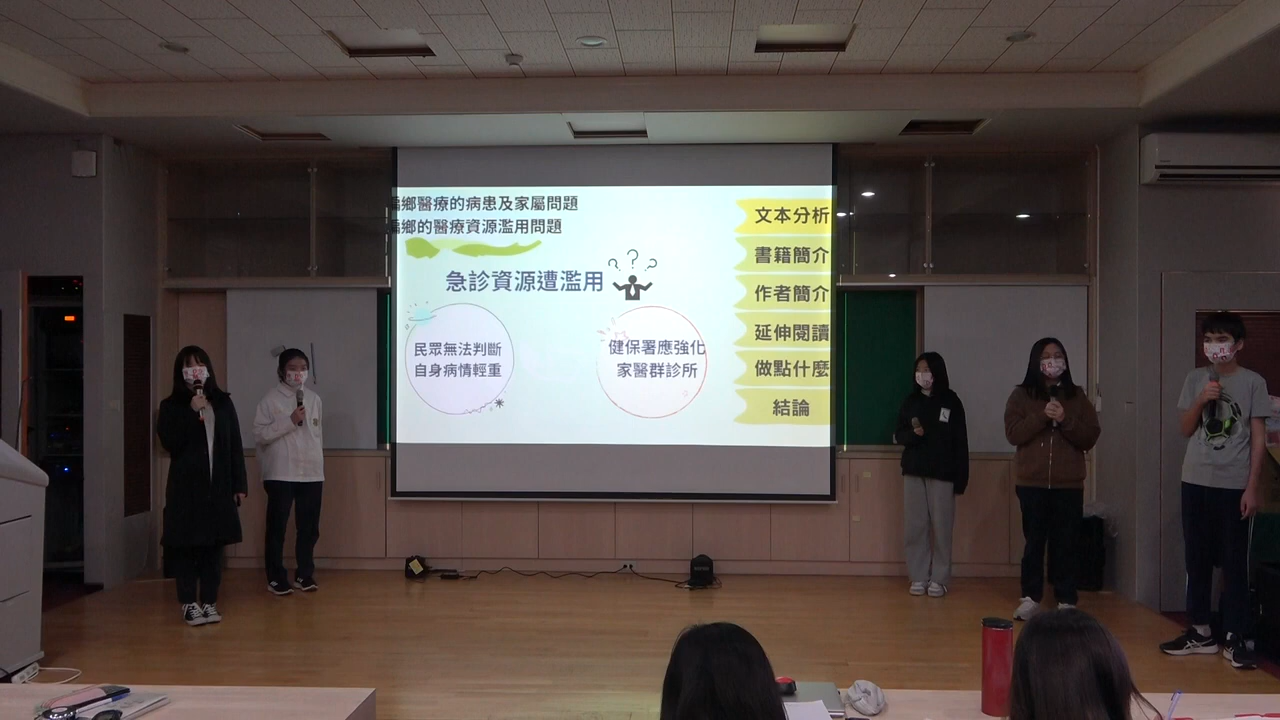 偏鄉醫療的病患及家屬問題
偏鄉的醫療資源濫用問題
急診資源遭濫用
民眾無法判斷
自身病情輕重
健保署應強化
家醫群診所
文本分析
書籍簡介
作者簡介
延伸閱讀
做點什麼
結論